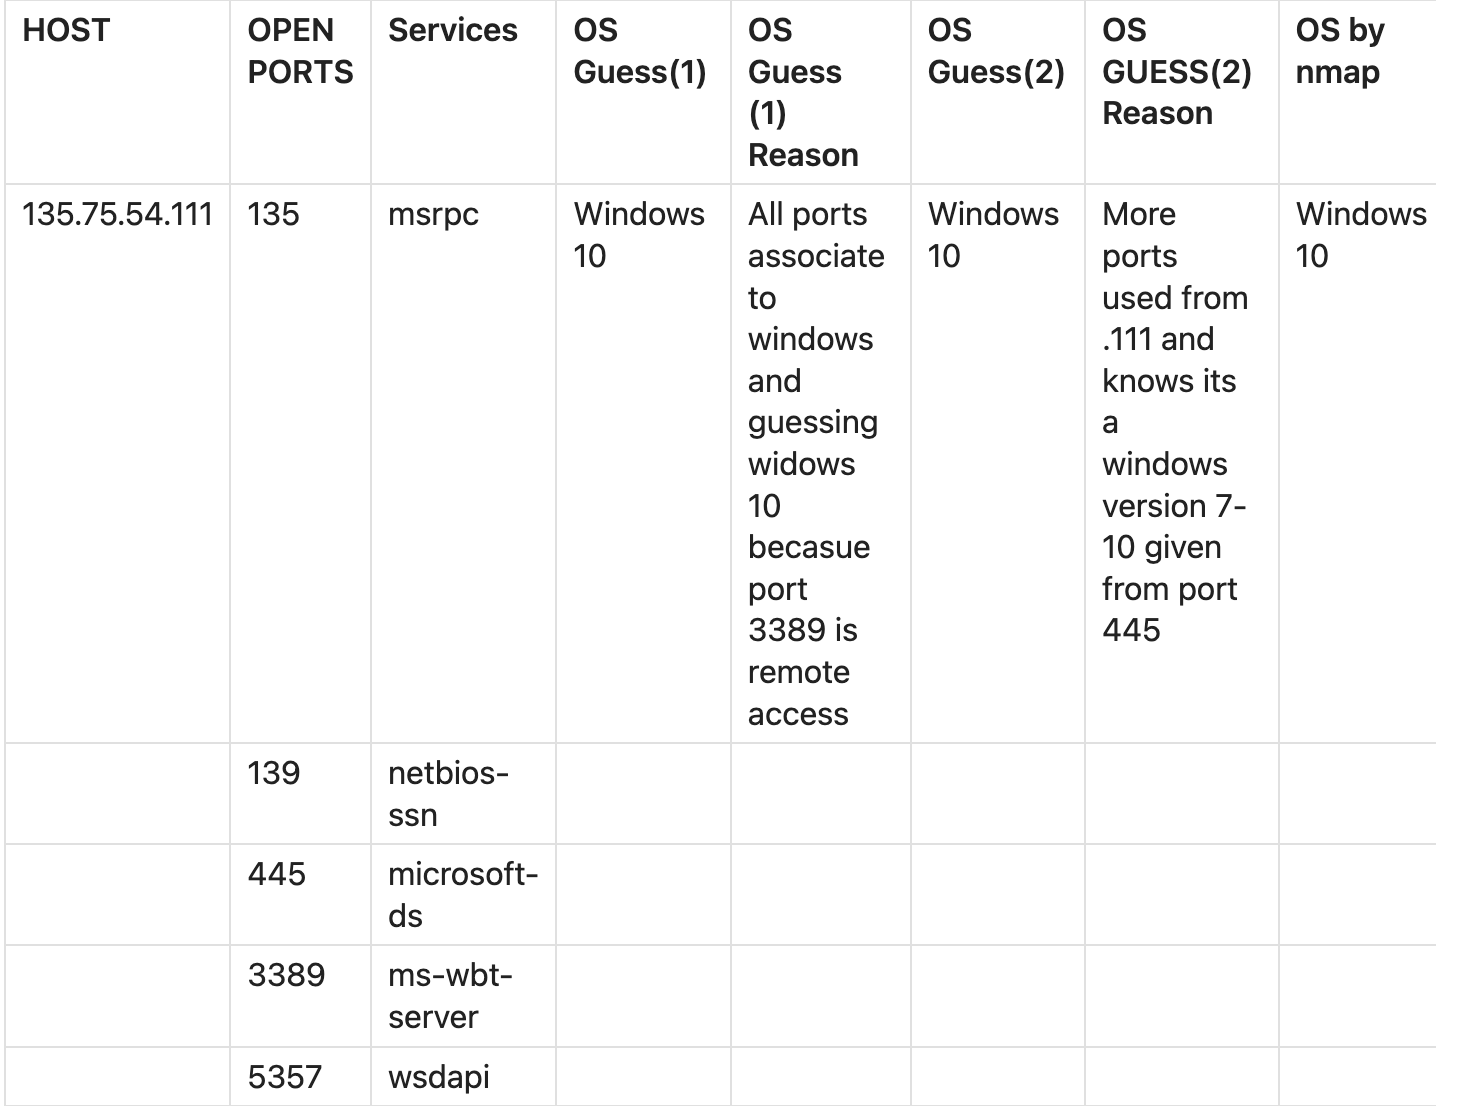 HOST
OPEN
PORTS
Services
OS
Guess(1)
OS
Guess
(1)
Reason
OS
Guess(2)
OS
GUESS(2)
Reason
OS by
nmap
135.75.54.111
135
msrpc
Windows
10
All ports
associate
to
windows
and
guessing
widows
10
becasue
port
3389 is
remote
access
Windows
10
More
ports
used from
.111 and
knows its
a
windows
version 7-
10 given
from port
445
Windows
10
139
netbios-
ssn
445
microsoft-
ds
3389
ms-wbt-
server
5357
wsdapi